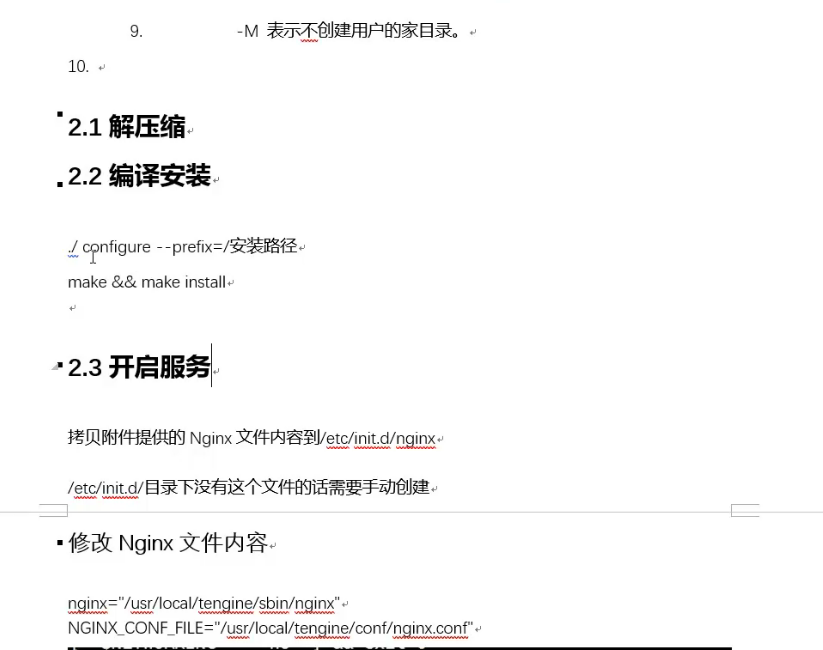 9. -M 表示不创建用户的家目录。
10.
2.1 解压缩
2.2 编译安装
./ configure --prefix=/安装路径
make && make install
2.3 开启服务
拷贝附件提供的 Nginx 文件内容到/etc/init.d/nginx
/etc/init.d/目录下没有这个文件的话需要手动创建
修改 Nginx 文件内容
nginx="/usr/local/tengine/sbin/nginx"
NGINX_CONF_FILE="/usr/local/tengine/conf/nginx.conf"